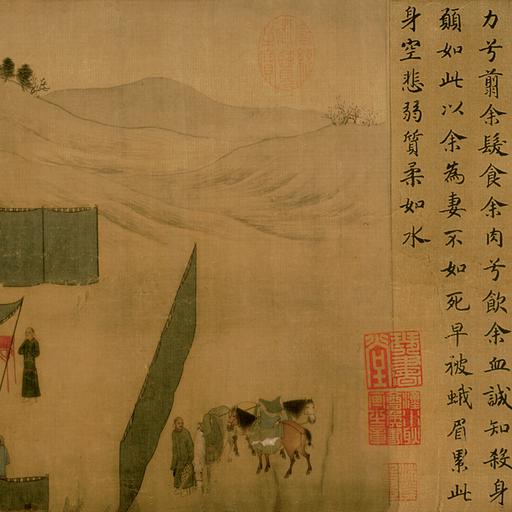 力兮翦余髮食余肉兮飲余血誠知殺身
願如此以余為妻不如死早被蛾眉累此
身空悲弱質柔如水